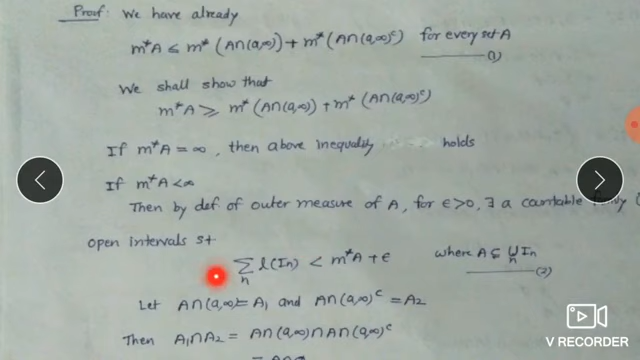 Proof: We have already
m*A ≤ m* (A∩(a,∞)) + m* (A∩(a,∞)ᶜ) for every set A
(1)
We shall show that
m*A ≥ m* (A∩(a,∞)) + m* (A∩(a,∞)ᶜ)
If m*A = ∞, then above inequality holds
If m*A < ∞
Then by def of outer measure of A, for ϵ>0, ∃ a countable
open intervals st
∑ₙ l(In) < m*A + ϵ where A ⊆ ∪ₙ In
(2)
Let A∩(a,∞) = A₁ and A∩(a,∞)ᶜ = A₂
Then A₁∩A₂ = A∩(a,∞)∩A∩(a,∞)ᶜ
V RECORDER